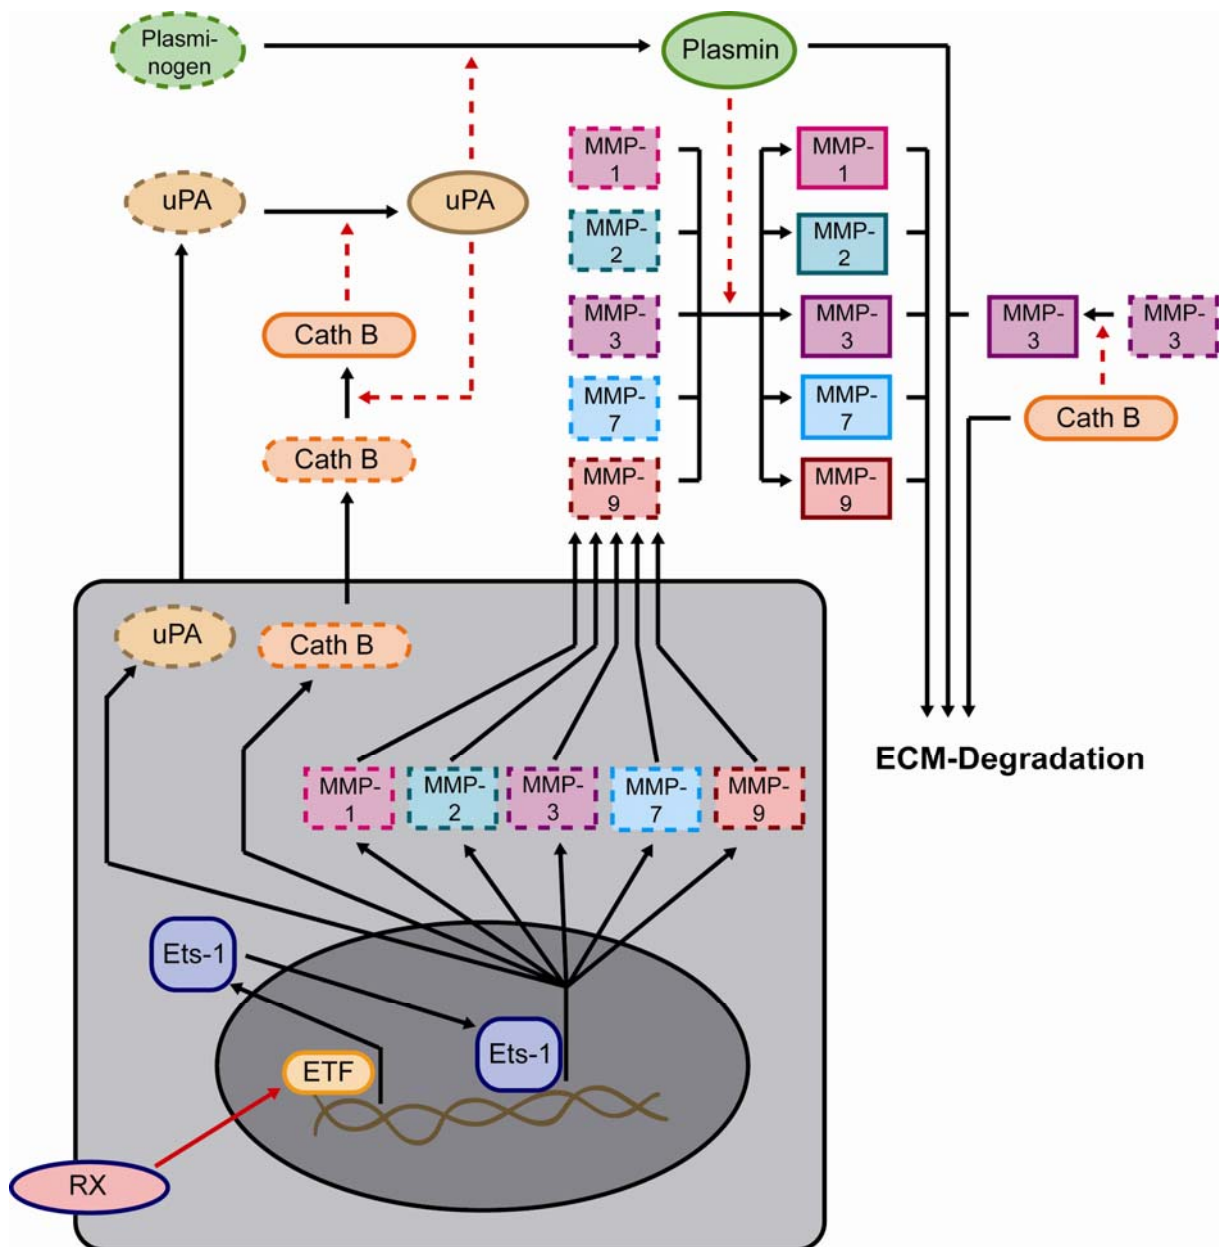 Plasmi-
nogen
Plasmin
uPA
uPA
Cath B
Cath B
MMP-
1
MMP-
2
MMP-
3
MMP-
7
MMP-
9
MMP-
1
MMP-
2
MMP-
3
MMP-
7
MMP-
9
MMP-
3
MMP-
3
Cath B
ECM-Degradation
uPA
Cath B
MMP-
1
MMP-
2
MMP-
3
MMP-
7
MMP-
9
Ets-1
Ets-1
ETF
RX